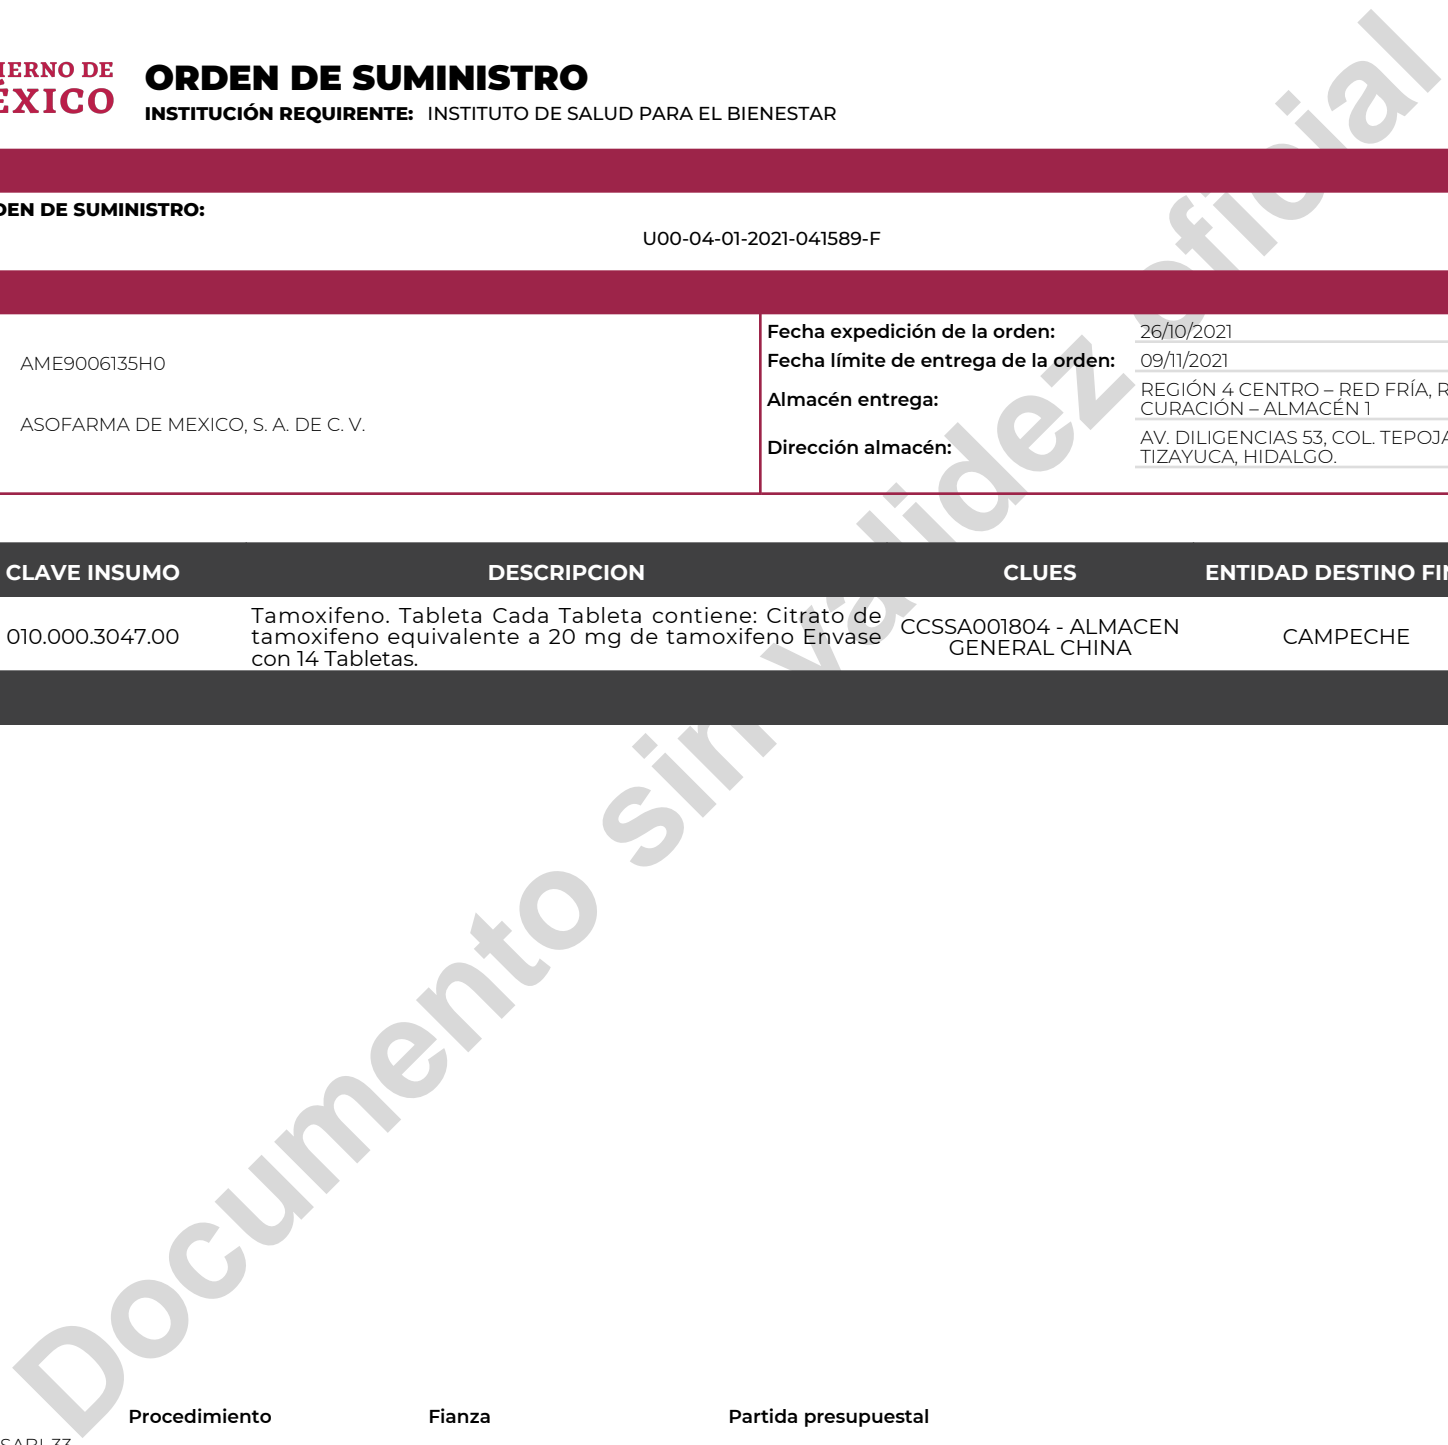 IERNO DE
ÉXICO
ORDEN DE SUMINISTRO
INSTITUCIÓN REQUIRENTE: INSTITUTO DE SALUD PARA EL BIENESTAR
DEN DE SUMINISTRO:
U00-04-01-2021-041589-F
AME9006135H0
ASOFARMA DE MEXICO, S. A. DE C. V.
Fecha expedición de la orden: 26/10/2021
Fecha límite de entrega de la orden: 09/11/2021
Almacén entrega: REGIÓN 4 CENTRO – RED FRÍA, R
CURACIÓN – ALMACÉN 1
Dirección almacén: AV. DILIGENCIAS 53, COL. TEPOJA
TIZAYUCA, HIDALGO.
CLAVE INSUMO DESCRIPCION CLUES ENTIDAD DESTINO FIN
010.000.3047.00
Tamoxifeno. Tableta Cada Tableta contiene: Citrato de
tamoxifeno equivalente a 20 mg de tamoxifeno Envase
con 14 Tabletas.
CCSSA001804 - ALMACEN
GENERAL CHINA
CAMPECHE
Documento sin validez oficial
Procedimiento Fianza Partida presupuestal
SABI-33